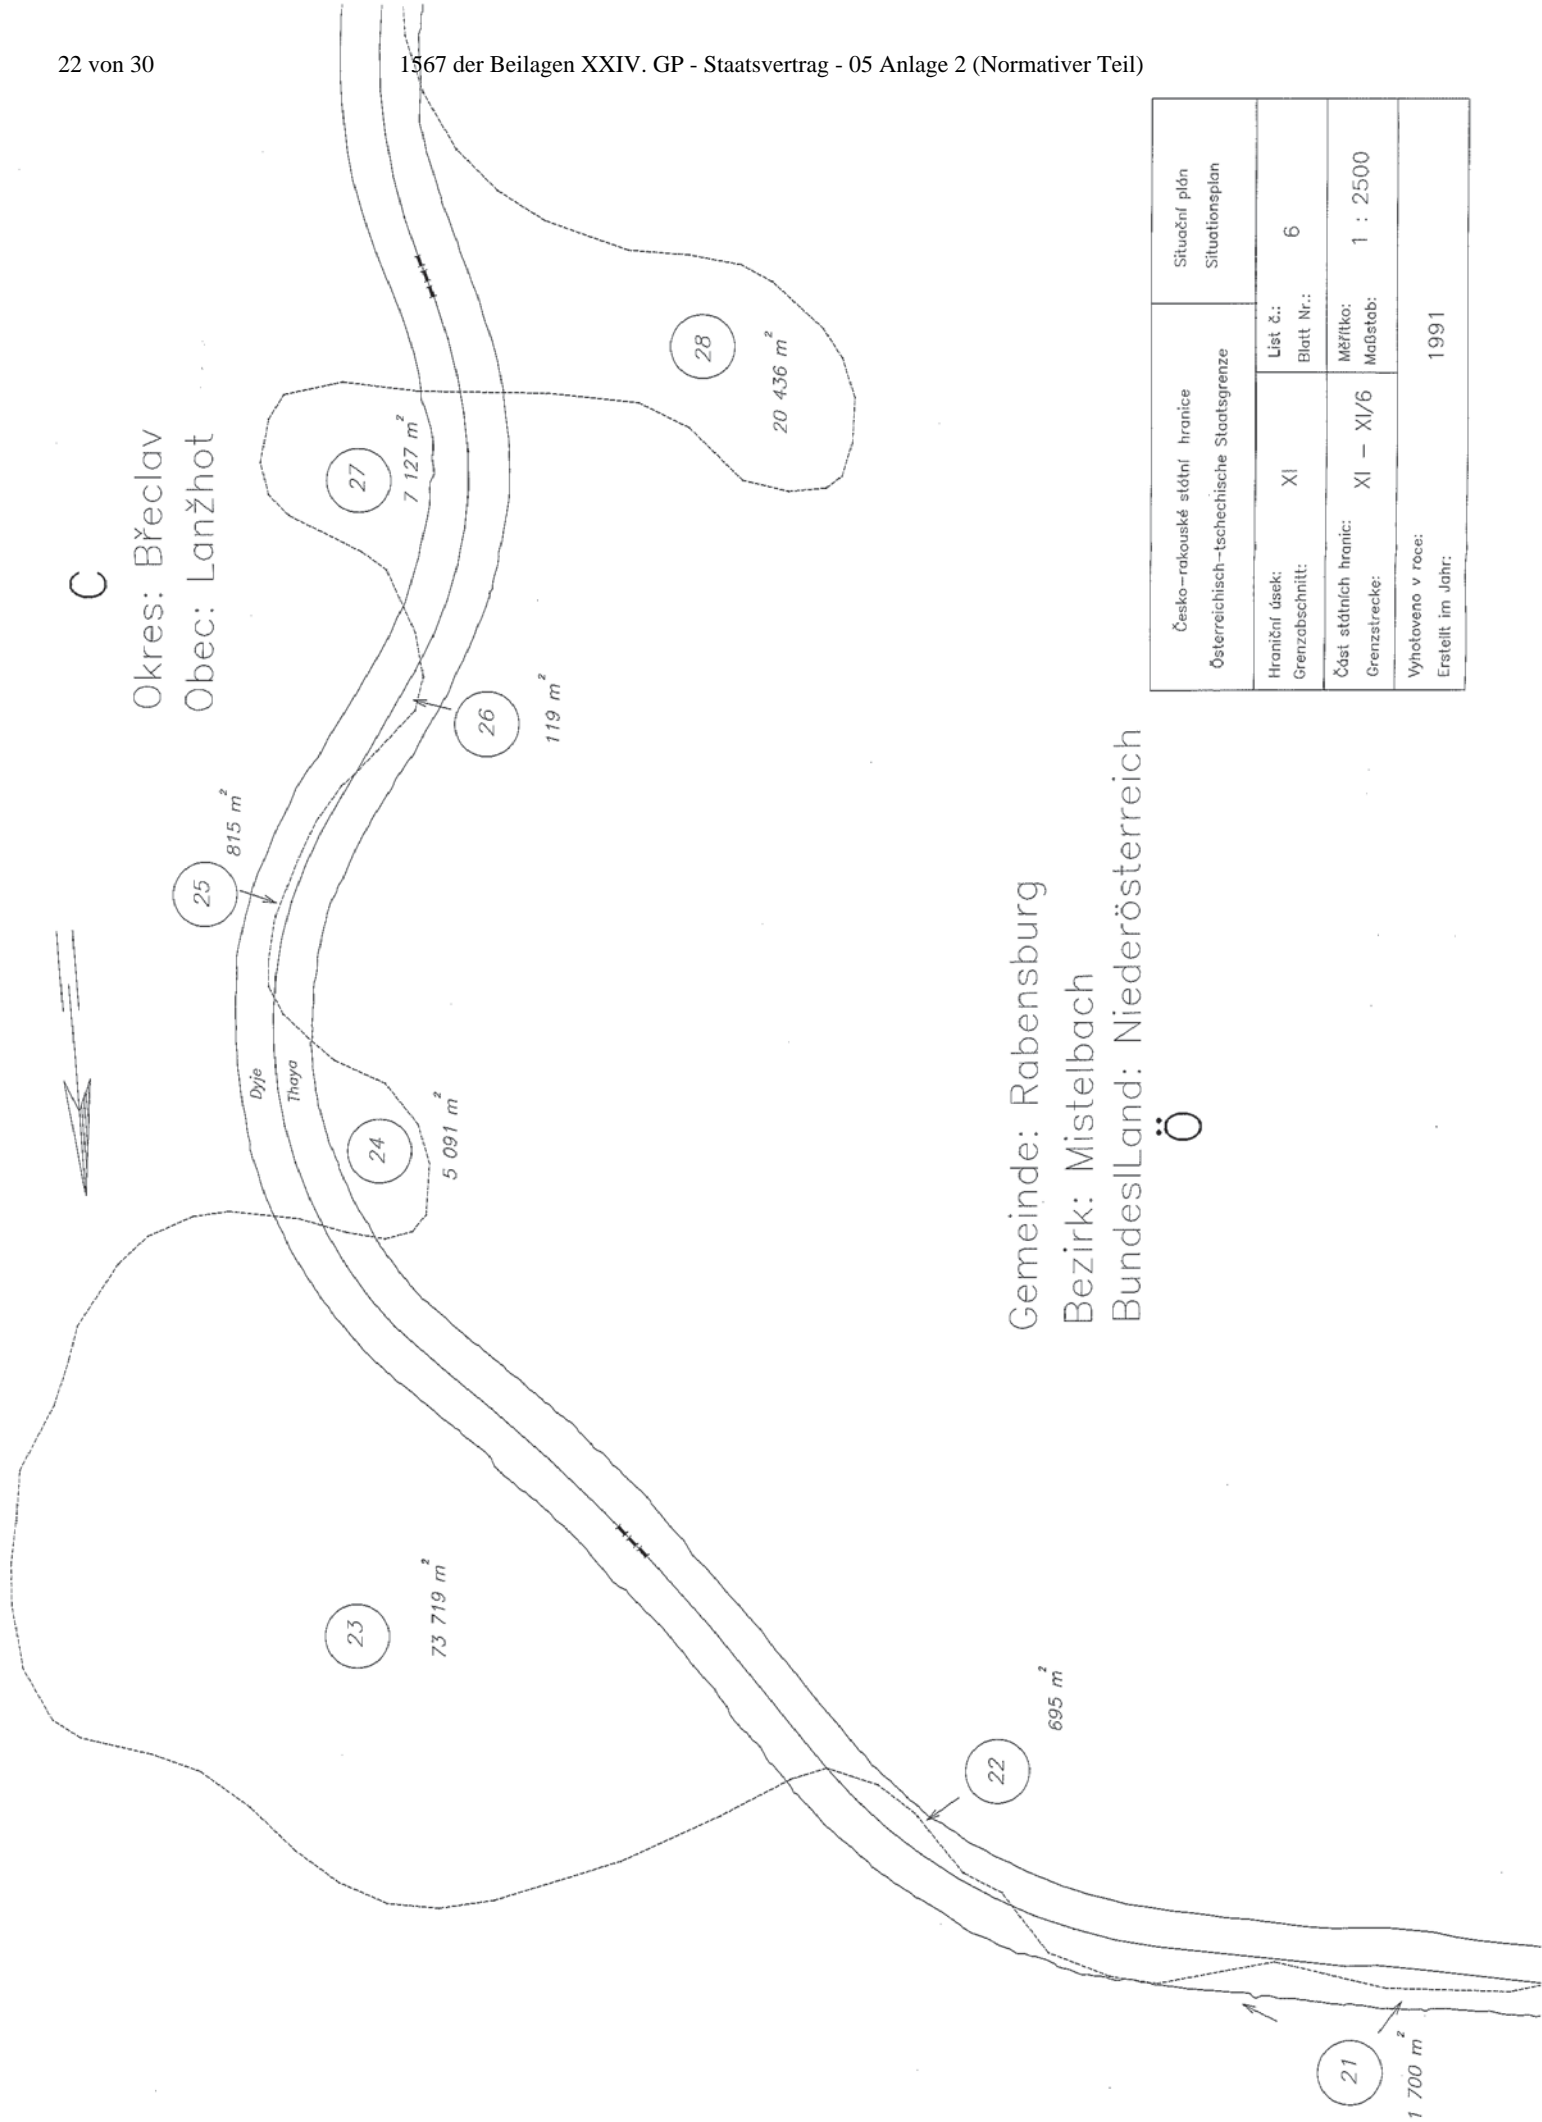 22 von 30
1567 der Beilagen XXIV. GP - Staatsvertrag - 05 Anlage 2 (Normativer Teil)
C
Okres: Břeclav
Obec: Lanžhot
28
20 436 m²
27
7 127 m²
26
119 m²
25
815 m²
Dyje
Thaya
24
5 091 m²
23
73 719 m²
22
695 m²
21
1 700 m²
Gemeinde: Rabensburg
Bezirk: Mistelbach
Bundes|Land: Niederösterreich
Ö
Česko-rakouské státní hranice
Österreichisch-tschechische Staatsgrenze
Situační plán
Situationsplan
Hraniční úsek:
Grenzabschnitt:
XI
List č.:
Blatt Nr.:
6
Část státních hranic:
Grenzstrecke:
XI – XI/6
Měřítko:
Maßstab:
1 : 2500
Vyhotoveno v roce:
Erstellt im Jahr:
1991